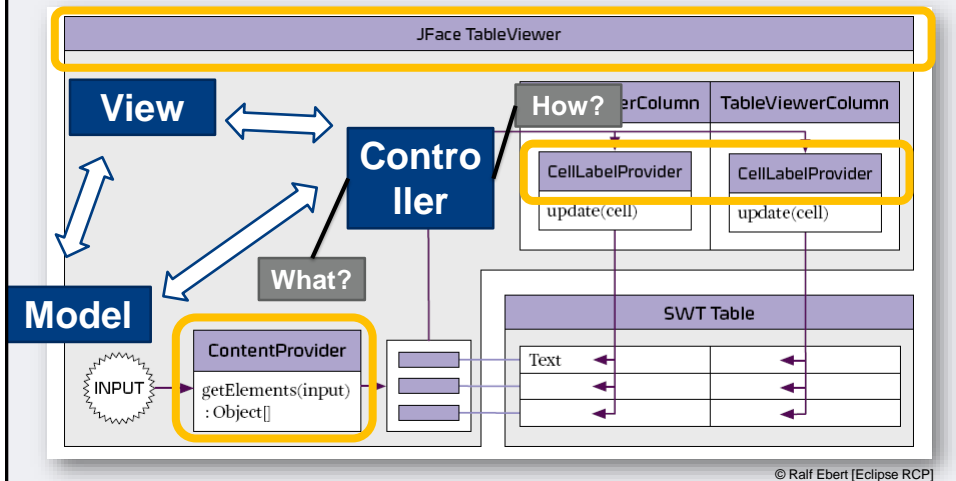 JFace TableViewer
View
How?
erColumn
TableViewerColumn
Contro
ller
CellLabelProvider
CellLabelProvider
update(cell)
update(cell)
What?
Model
SWT Table
ContentProvider
Text
INPUT
getElements(input)
: Object[]
© Ralf Ebert [Eclipse RCP]